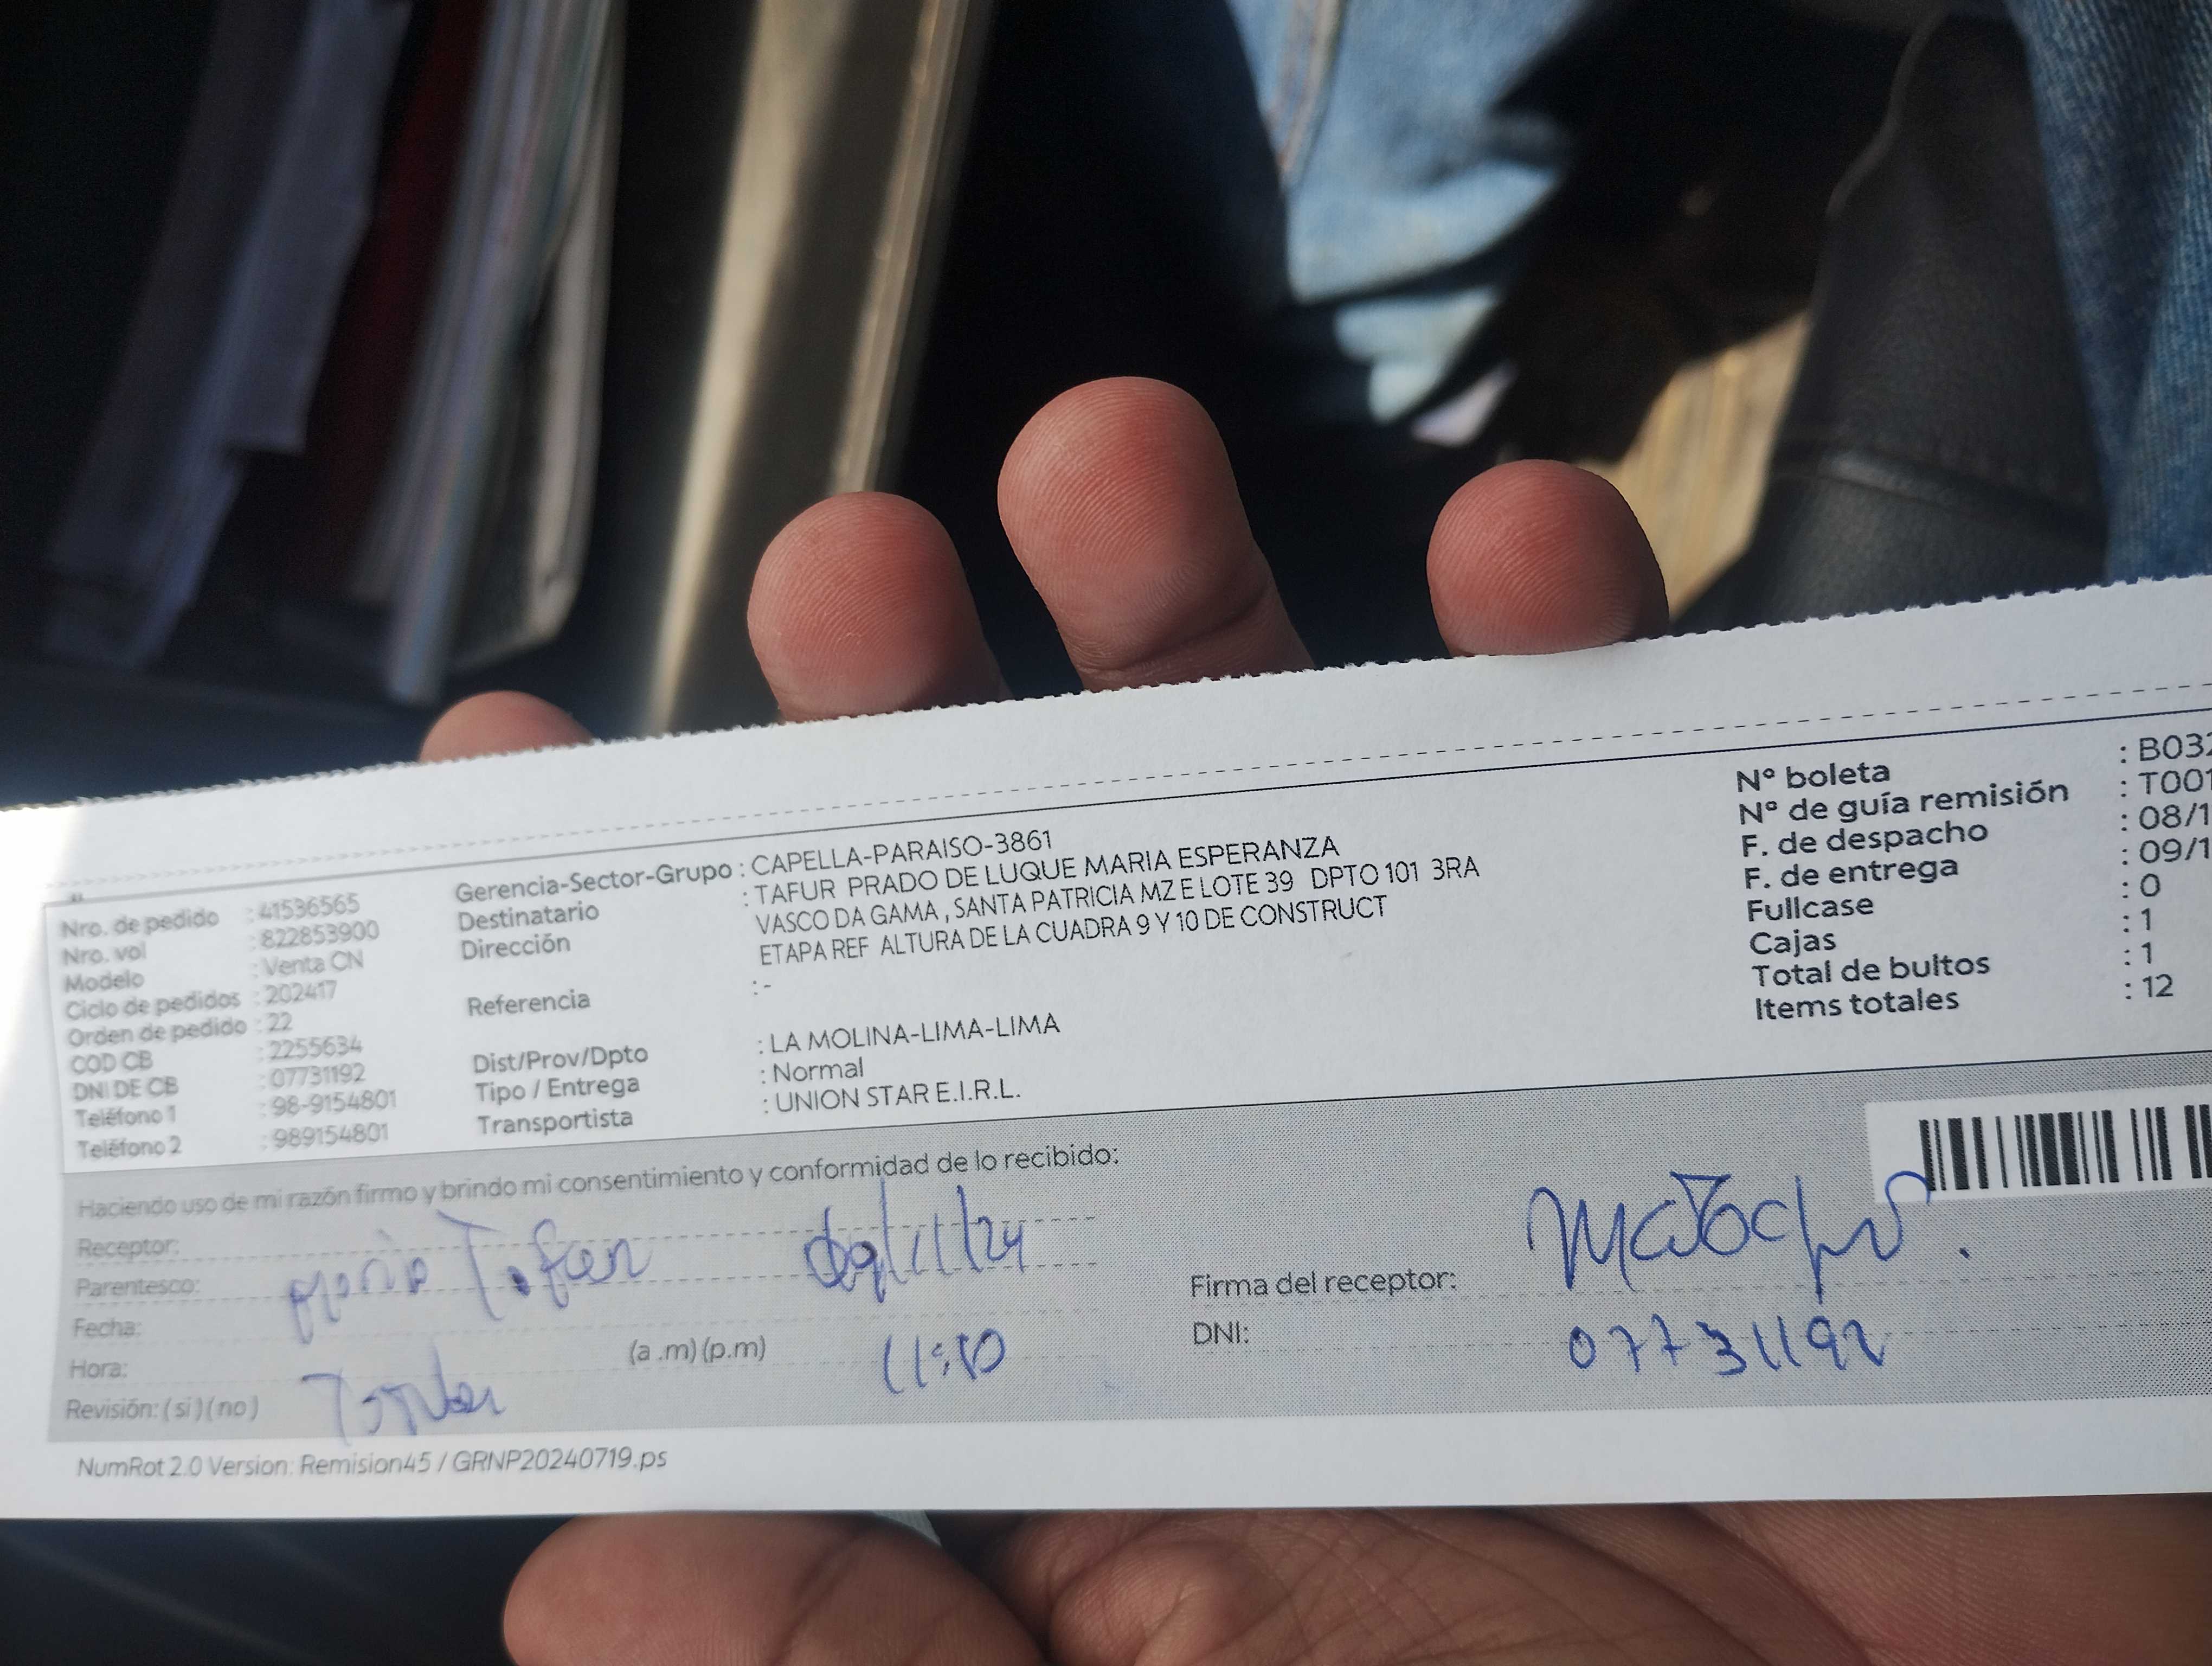 Nro. de pedido : 41536565
Nro. vol : 822853900
Modelo : Venta CN
Ciclo de pedidos : 202417
Orden de pedido : 22
COD CB : 2255634
DNI DE CB : 07731192
Teléfono 1 : 98-9154801
Teléfono 2 : 989154801
Gerencia-Sector-Grupo : CAPELLA-PARAISO-3861
Destinatario : TAFUR PRADO DE LUQUE MARIA ESPERANZA
Dirección VASCO DA GAMA , SANTA PATRICIA MZ E LOTE 39 DPTO 101 3RA
ETAPA REF ALTURA DE LA CUADRA 9 Y 10 DE CONSTRUCT
Referencia : -
Dist/Prov/Dpto : LA MOLINA-LIMA-LIMA
Tipo / Entrega : Normal
Transportista : UNION STAR E.I.R.L.
N° boleta : B032
N° de guía remisión : T001
F. de despacho : 08/1
F. de entrega : 09/1
Fullcase : 0
Cajas : 1
Total de bultos : 1
Items totales : 12
Haciendo uso de mi razón firmo y brindo mi consentimiento y conformidad de lo recibido:
Receptor:
Parentesco: Maria Tafur 09/11/24
Fecha:
Hora: (a .m) (p.m) 11:50
Revisión: ( si ) ( no )
Firma del receptor:
DNI: 07731192
NumRot 2.0 Version: Remision45 / GRNP20240719.ps